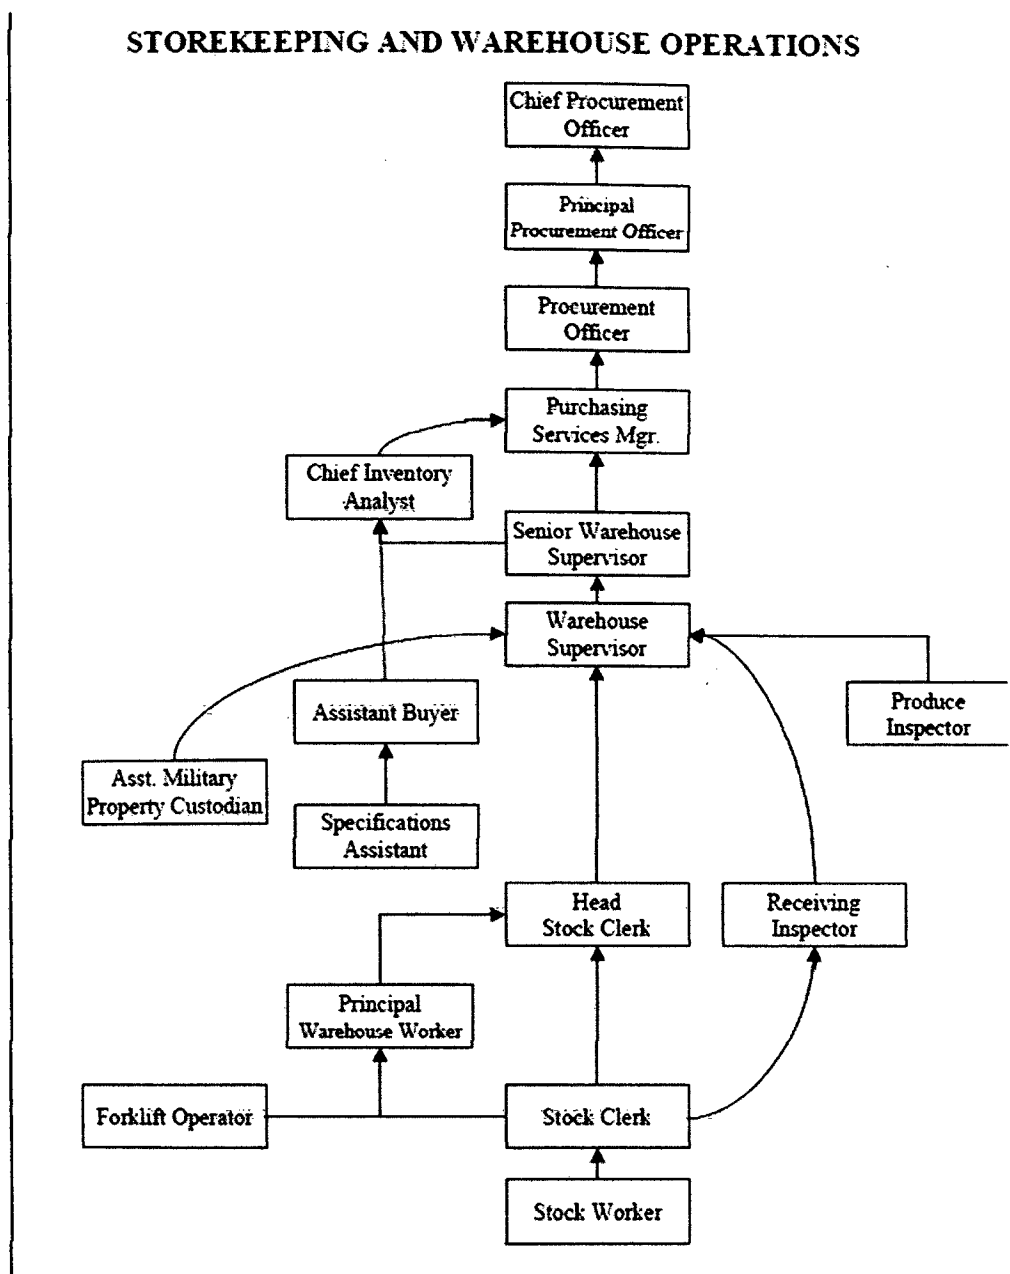 STOREKEEPING AND WAREHOUSE OPERATIONS
Chief Procurement
Officer
Principal
Procurement Officer
Procurement
Officer
Purchasing
Services Mgr.
Chief Inventory
Analyst
Senior Warehouse
Supervisor
Warehouse
Supervisor
Assistant Buyer
Produce
Inspector
Asst. Military
Property Custodian
Specifications
Assistant
Head
Stock Clerk
Receiving
Inspector
Principal
Warehouse Worker
Forklift Operator
Stock Clerk
Stock Worker